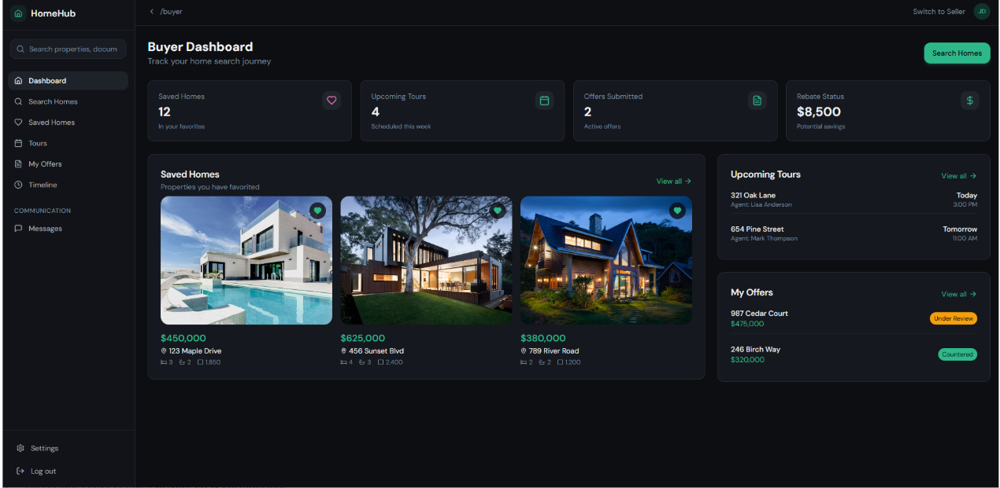 HomeHub
Search properties, docum
Dashboard
Search Homes
Saved Homes
Tours
My Offers
Timeline
COMMUNICATION
Messages
Settings
Log out
/buyer
Switch to Seller
JD
Buyer Dashboard
Track your home search journey
Search Homes
Saved Homes
12
In your favorites
Upcoming Tours
4
Scheduled this week
Offers Submitted
2
Active offers
Rebate Status
$8,500
Potential savings
Saved Homes
Properties you have favorited
View all →
$450,000
123 Maple Drive
3 2 1,850
$625,000
456 Sunset Blvd
4 3 2,400
$380,000
789 River Road
2 2 1,200
Upcoming Tours
View all →
321 Oak Lane
Today
Agent: Lisa Anderson
3:00 PM
654 Pine Street
Tomorrow
Agent: Mark Thompson
11:00 AM
My Offers
View all →
987 Cedar Court
$475,000
Under Review
246 Birch Way
$320,000
Countered